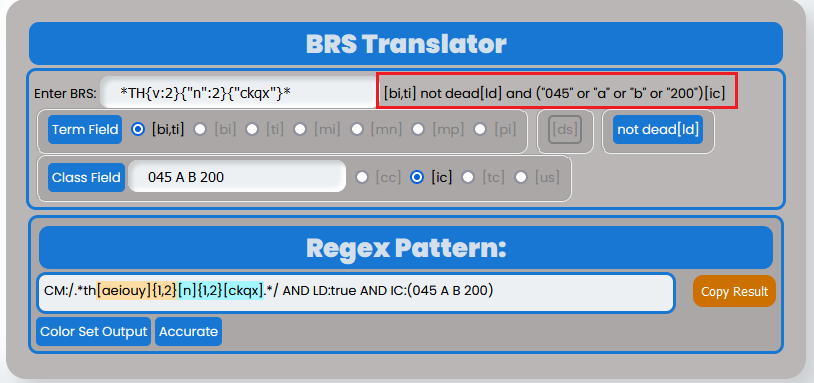 BRS Translator
Enter BRS: *TH{v:2}{"n":2}{"ckqx"}* [bi,ti] not dead[ld] and ("045" or "a" or "b" or "200")[ic]
Term Field [bi,ti] [bi] [ti] [mi] [mn] [mp] [pi] [ds] not dead[ld]
Class Field 045 A B 200 [cc] [ic] [tc] [us]
Regex Pattern:
CM:/.*th[aeiouy]{1,2}[n]{1,2}[ckqx].*/ AND LD:true AND IC:(045 A B 200) Copy Result
Color Set Output Accurate